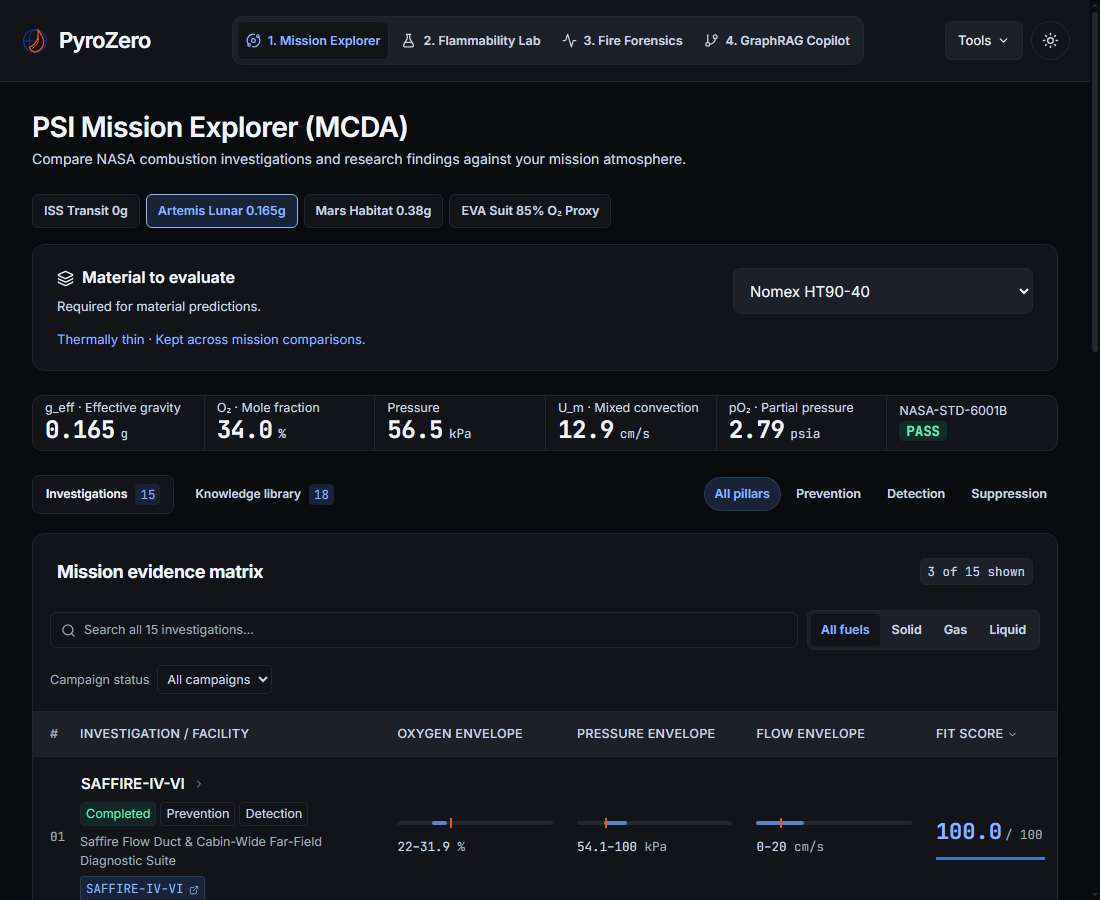 PyroZero
1. Mission Explorer
2. Flammability Lab
3. Fire Forensics
4. GraphRAG Copilot
Tools
PSI Mission Explorer (MCDA)
Compare NASA combustion investigations and research findings against your mission atmosphere.
ISS Transit 0g
Artemis Lunar 0.165g
Mars Habitat 0.38g
EVA Suit 85% O₂ Proxy
Material to evaluate
Required for material predictions.
Thermally thin · Kept across mission comparisons.
Nomex HT90-40
g_eff · Effective gravity
0.165 g
O₂ · Mole fraction
34.0 %
Pressure
56.5 kPa
U_m · Mixed convection
12.9 cm/s
pO₂ · Partial pressure
2.79 psia
NASA-STD-6001B
PASS
Investigations 15
Knowledge library 18
All pillars
Prevention
Detection
Suppression
Mission evidence matrix
3 of 15 shown
Search all 15 investigations...
All fuels
Solid
Gas
Liquid
Campaign status
All campaigns
# INVESTIGATION / FACILITY OXYGEN ENVELOPE PRESSURE ENVELOPE FLOW ENVELOPE FIT SCORE
01
SAFFIRE-IV-VI
Completed Prevention Detection
Saffire Flow Duct & Cabin-Wide Far-Field
Diagnostic Suite
SAFFIRE-IV-VI
22–31.9 %
54.1–100 kPa
0–20 cm/s
100.0 / 100